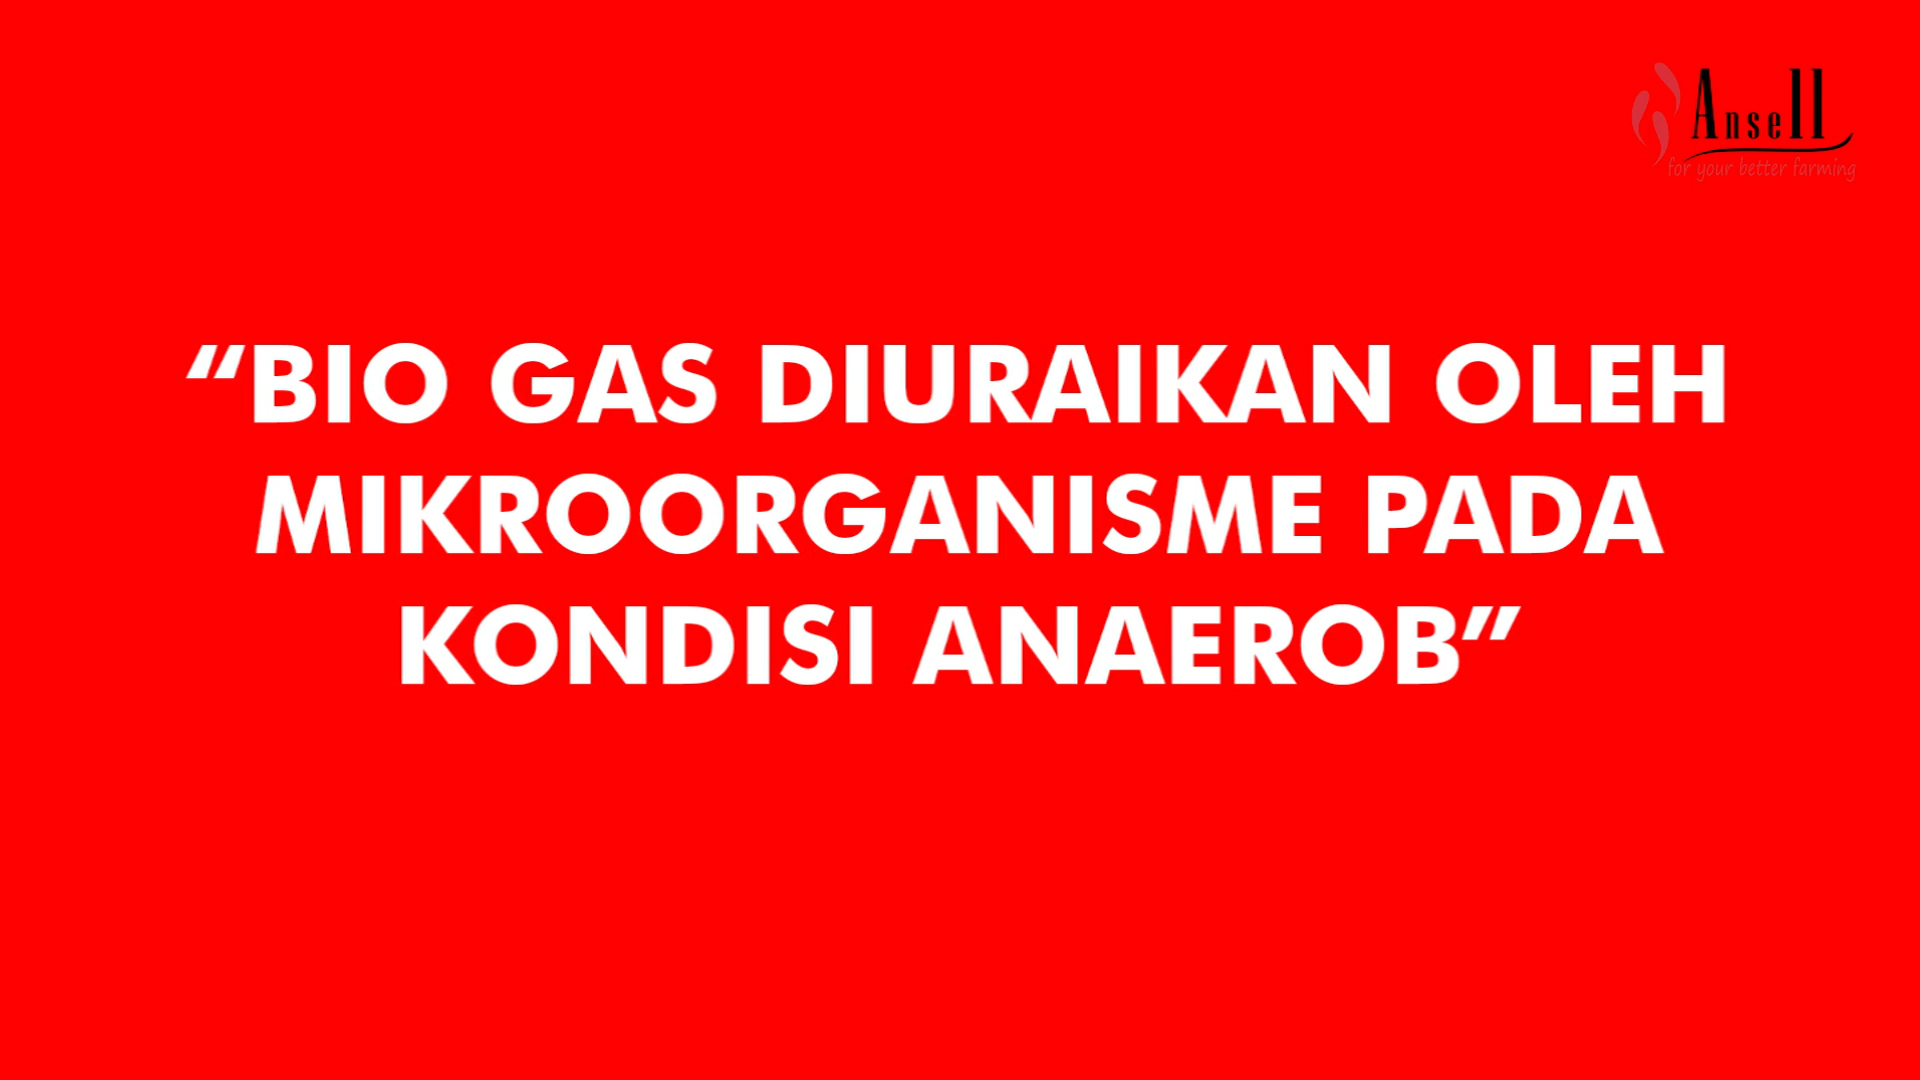 Ansell
for your better farming
“BIO GAS DIURAIKAN OLEH
MIKROORGANISME PADA
KONDISI ANAEROB”